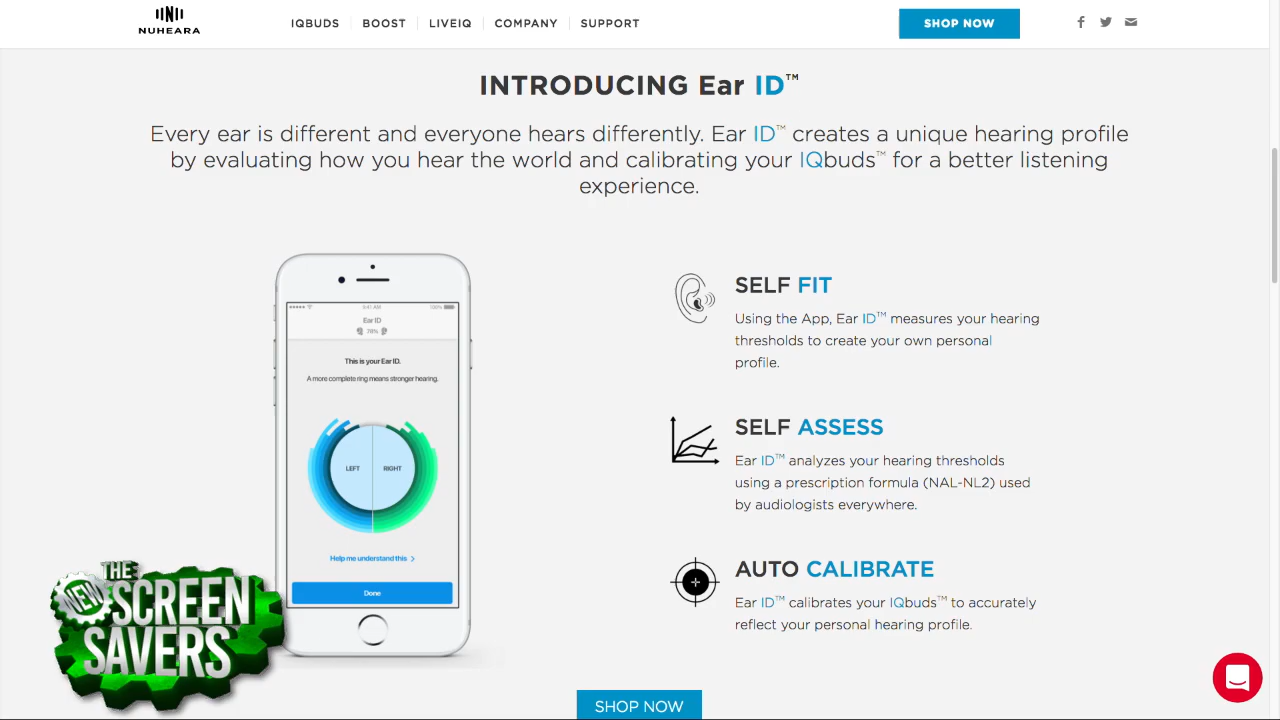 NUHEARA
IQBUDS
BOOST
LIVEIQ
COMPANY
SUPPORT
SHOP NOW
INTRODUCING Ear ID™
Every ear is different and everyone hears differently. Ear ID™ creates a unique hearing profile
by evaluating how you hear the world and calibrating your IQbuds™ for a better listening
experience.
9:41 AM
100%
Ear ID
78%
This is your Ear ID.
A more complete ring means stronger hearing.
LEFT
RIGHT
Help me understand this >
Done
SELF FIT
Using the App, Ear ID™ measures your hearing
thresholds to create your own personal
profile.
SELF ASSESS
Ear ID™ analyzes your hearing thresholds
using a prescription formula (NAL-NL2) used
by audiologists everywhere.
AUTO CALIBRATE
Ear ID™ calibrates your IQbuds™ to accurately
reflect your personal hearing profile.
SHOP NOW
THE
NEW
SCREEN
SAVERS